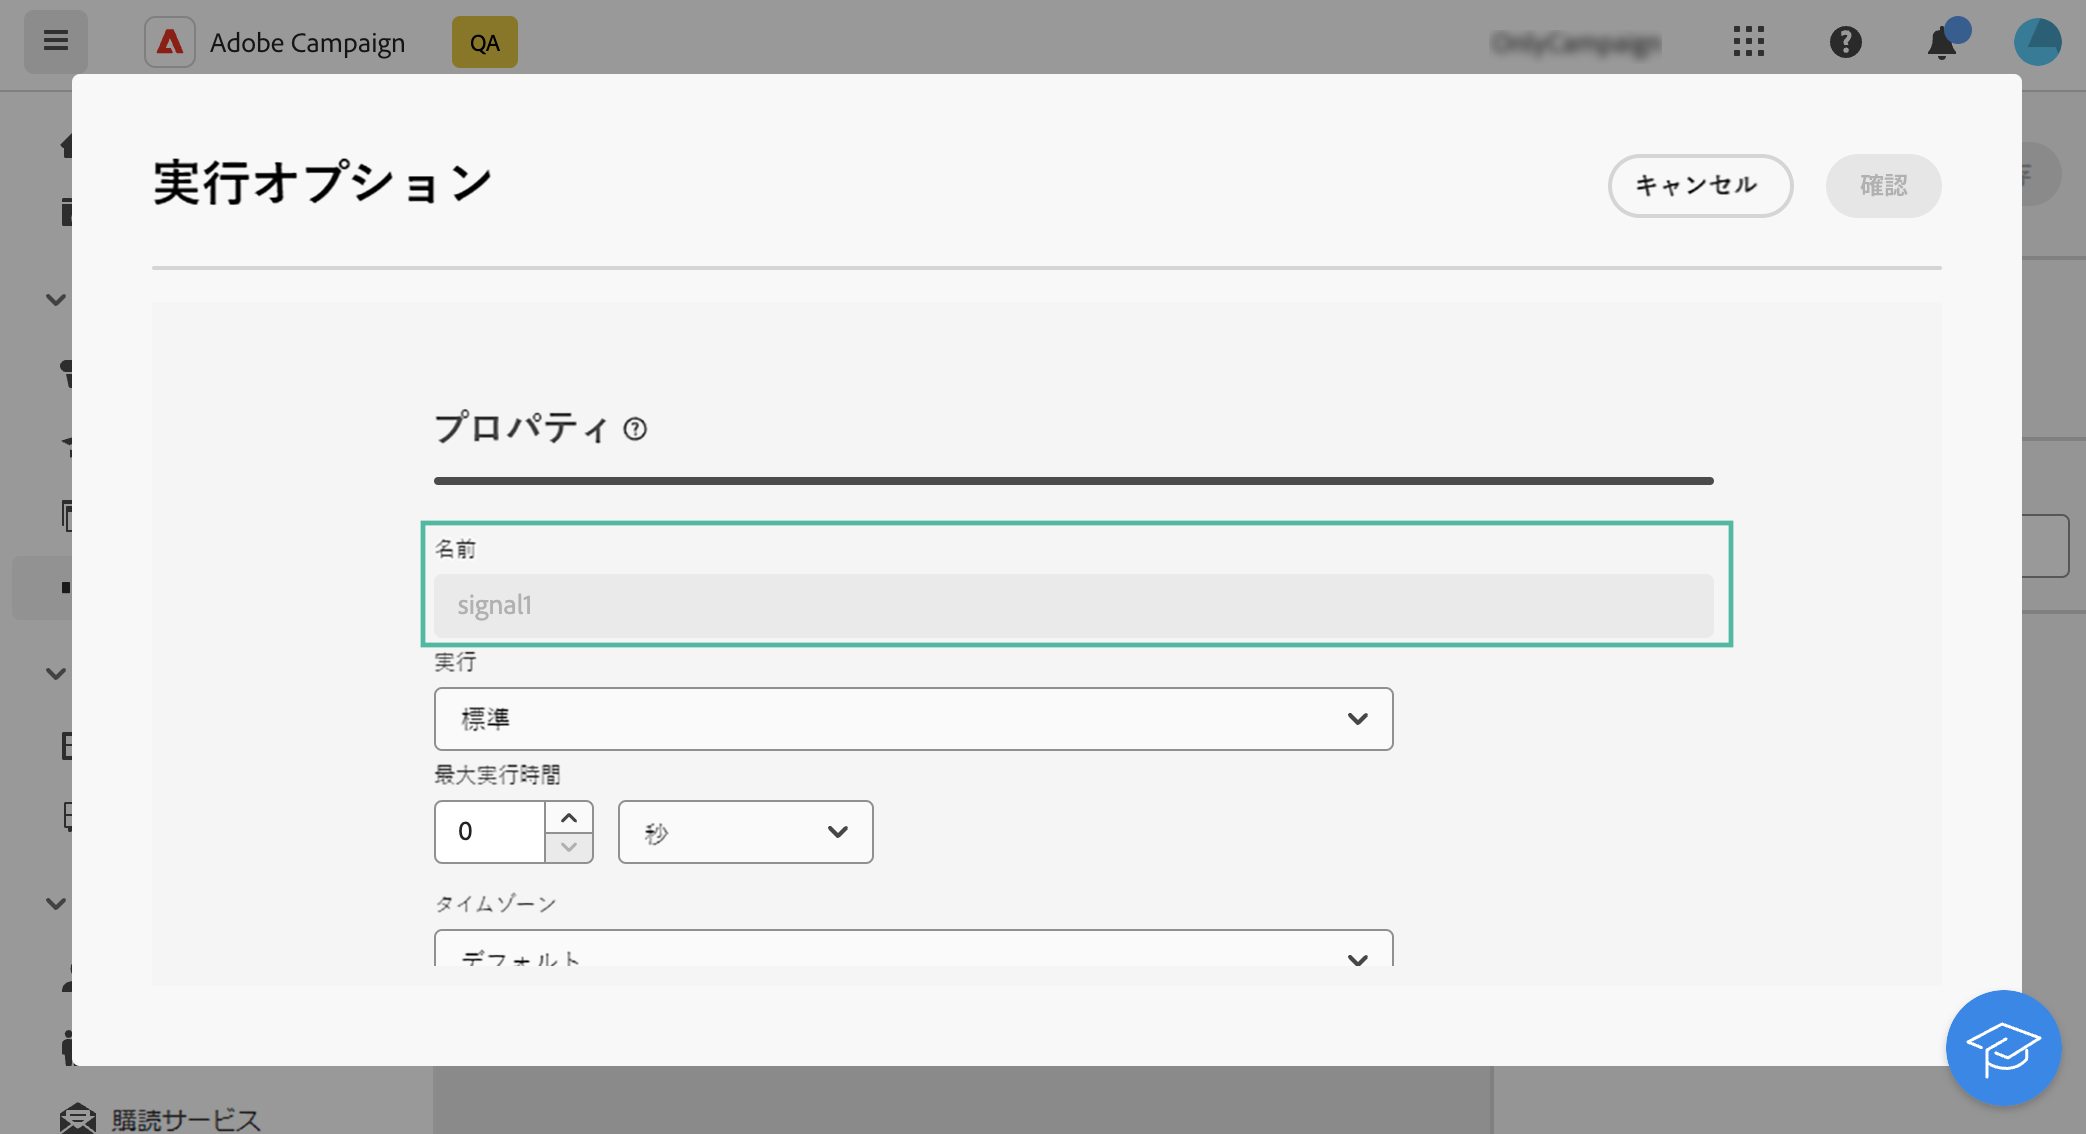 Adobe Campaign
QA
実行オプション
キャンセル
確認
プロパティ
名前
signal1
実行
標準
最大実行時間
0
秒
タイムゾーン
デフォルト
購読サービス